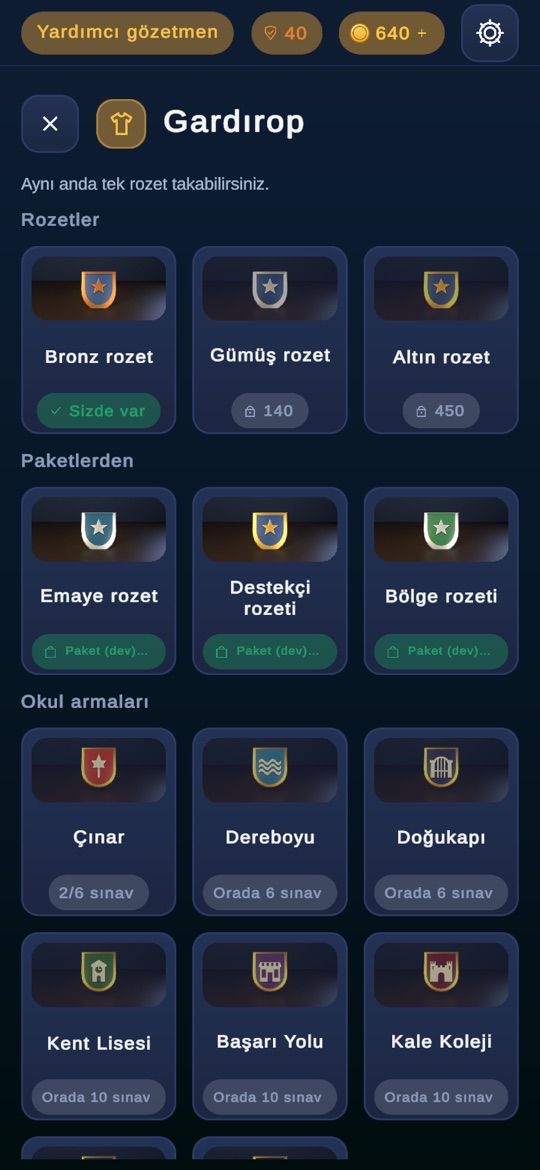 Yardımcı gözetmen
40
640 +
Gardırop
Aynı anda tek rozet takabilirsiniz.
Rozetler
Bronz rozet
Gümüş rozet
Altın rozet
Sizde var
140
450
Paketlerden
Emaye rozet
Destekçi
rozeti
Bölge rozeti
Paket (dev)...
Paket (dev)...
Paket (dev)...
Okul armaları
Çınar
Dereboyu
Doğukapı
2/6 sınav
Orada 6 sınav
Orada 6 sınav
Kent Lisesi
Başarı Yolu
Kale Koleji
Orada 10 sınav
Orada 10 sınav
Orada 10 sınav